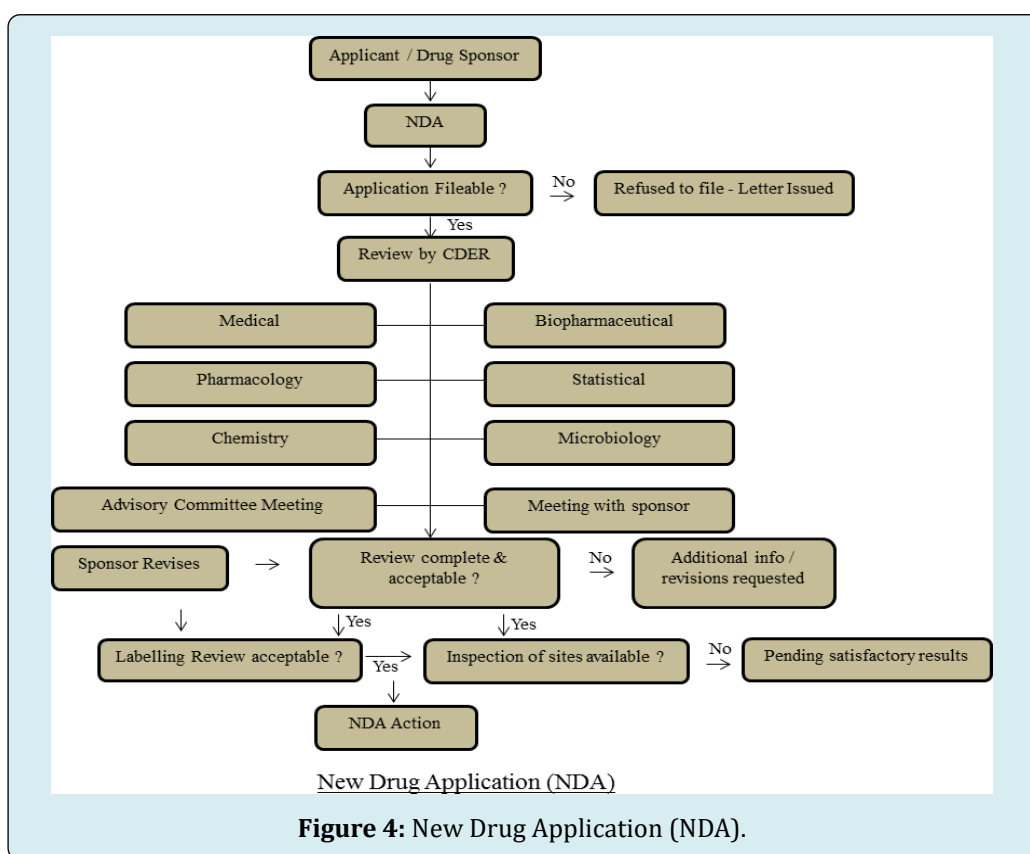 Applicant / Drug Sponsor
NDA
Application Fileable ?
No
Refused to file - Letter Issued
Yes
Review by CDER
Medical
Biopharmaceutical
Pharmacology
Statistical
Chemistry
Microbiology
Advisory Committee Meeting
Meeting with sponsor
Sponsor Revises
Review complete &
acceptable ?
No
Additional info /
revisions requested
Yes
Yes
Labelling Review acceptable ?
Yes
Inspection of sites available ?
No
Pending satisfactory results
NDA Action
New Drug Application (NDA)
Figure 4: New Drug Application (NDA).